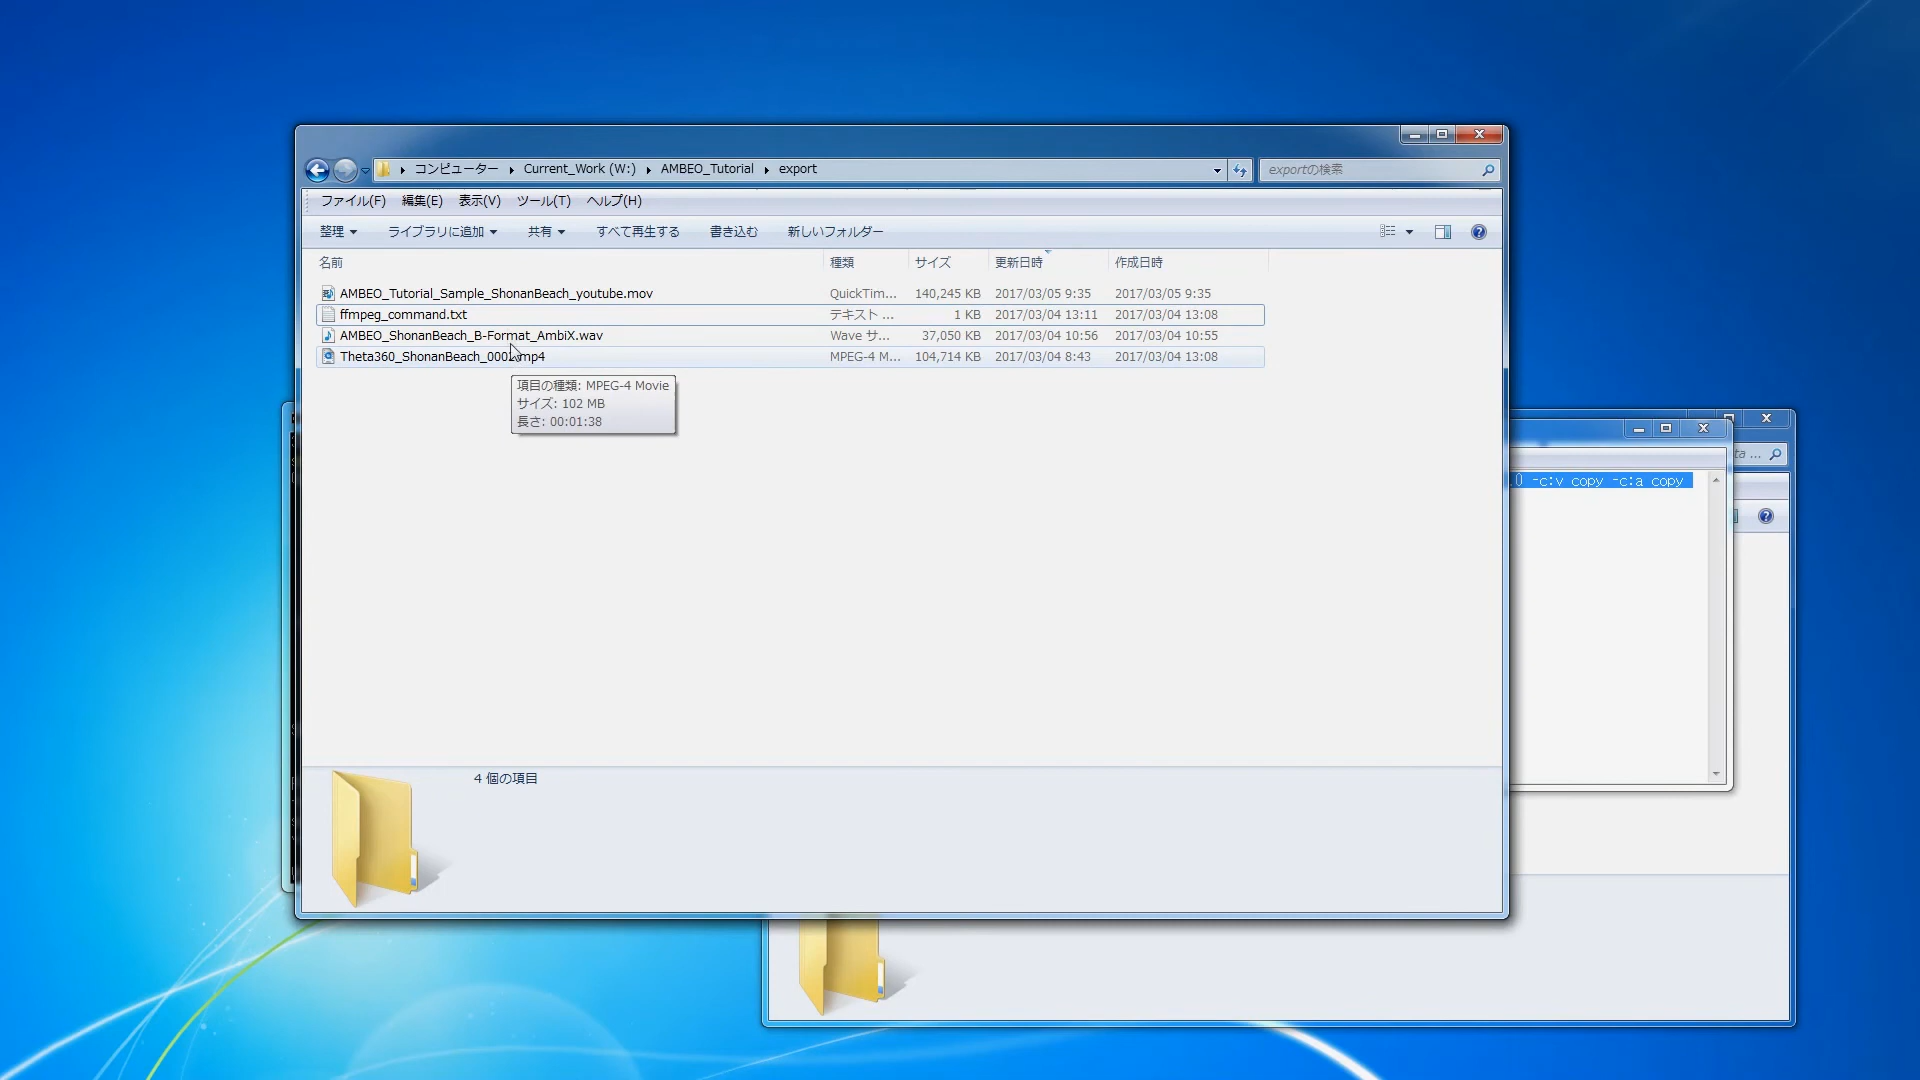 コンピューター Current_Work (W:) AMBEO_Tutorial export
exportの検索
ファイル(F) 編集(E) 表示(V) ツール(T) ヘルプ(H)
整理 ライブラリに追加 共有 すべて再生する 書き込む 新しいフォルダー
名前 種類 サイズ 更新日時 作成日時
AMBEO_Tutorial_Sample_ShonanBeach_youtube.mov QuickTim... 140,245 KB 2017/03/05 9:35 2017/03/05 9:35
ffmpeg_command.txt テキスト ... 1 KB 2017/03/04 13:11 2017/03/04 13:08
AMBEO_ShonanBeach_B-Format_AmbiX.wav Wave サ... 37,050 KB 2017/03/04 10:56 2017/03/04 10:55
Theta360_ShonanBeach_0002.mp4 MPEG-4 M... 104,714 KB 2017/03/04 8:43 2017/03/04 13:08
項目の種類: MPEG-4 Movie
サイズ: 102 MB
長さ: 00:01:38
ta ...
0 -c:v copy -c:a copy
4 個の項目